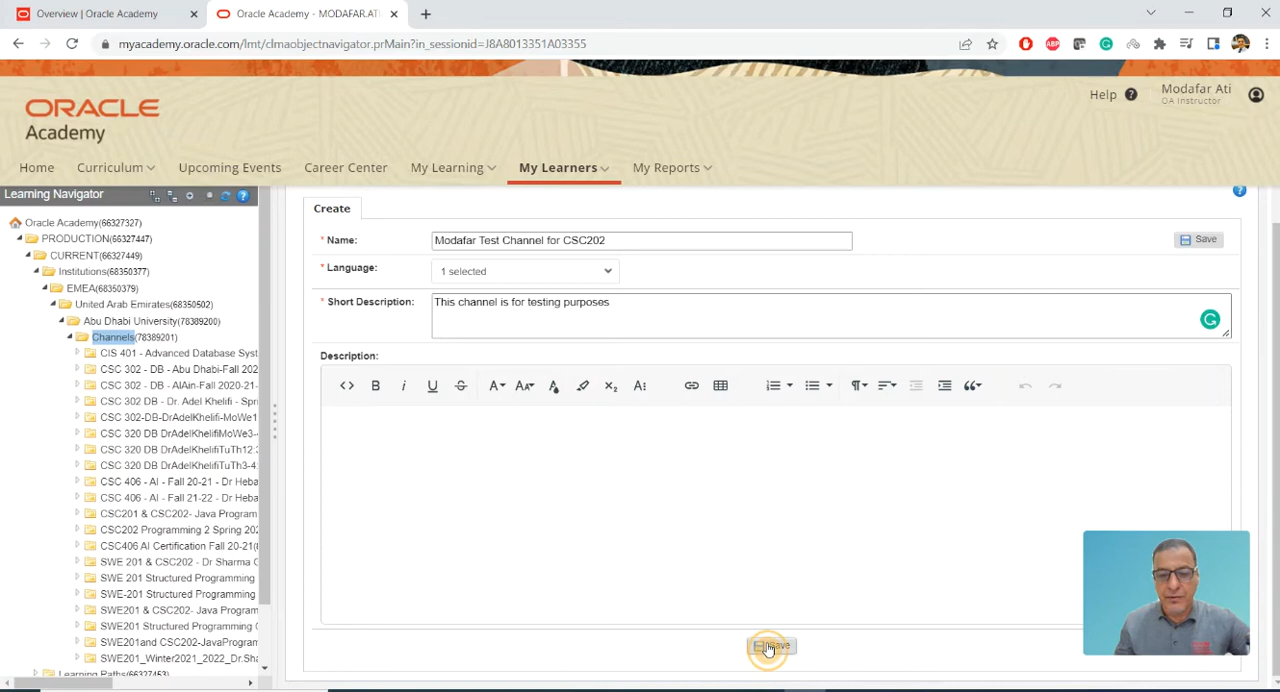 Overview | Oracle Academy
Oracle Academy - MODAFAR.ATI
myacademy.oracle.com/lmt/clmaobjectnavigator.prMain?in_sessionid=J8A8013351A03355
ABP
ORACLE
Academy
Help ?
Modafar Ati
OA Instructor
Home
Curriculum
Upcoming Events
Career Center
My Learning
My Learners
My Reports
Learning Navigator
Oracle Academy(66327327)
PRODUCTION(66327447)
CURRENT(66327449)
Institutions(68350377)
EMEA(68350379)
United Arab Emirates(68350502)
Abu Dhabi University(78389200)
Channels(78389201)
CIS 401 - Advanced Database Syst
CSC 302 - DB - Abu Dhabi-Fall 202
CSC 302 - DB - AlAin-Fall 2020-21-
CSC 302 DB - Dr. Adel Khelifi - Spri
CSC 302-DB-DrAdelKhelifi-MoWe1
CSC 320 DB DrAdelKhelifiMoWe3-
CSC 320 DB DrAdelKhelifiTuTh12:3
CSC 320 DB DrAdelKhelifiTuTh3-4:
CSC 406 - AI - Fall 20-21 - Dr Heba
CSC 406 - AI - Fall 21-22 - Dr Heba
CSC201 & CSC202- Java Program
CSC202 Programming 2 Spring 202
CSC406 AI Certification Fall 20-21(
SWE 201 & CSC202 - Dr Sharma
SWE 201 Structured Programming
SWE-201 Structured Programming
SWE201 & CSC202- Java Program
SWE201 Structured Programming
SWE201and CSC202-JavaProgram
SWE201_Winter2021_2022_Dr.Sha
Learning Paths(66327453)
Create
* Name:
Modafar Test Channel for CSC202
Save
* Language:
1 selected
* Short Description:
This channel is for testing purposes
Description:
Save